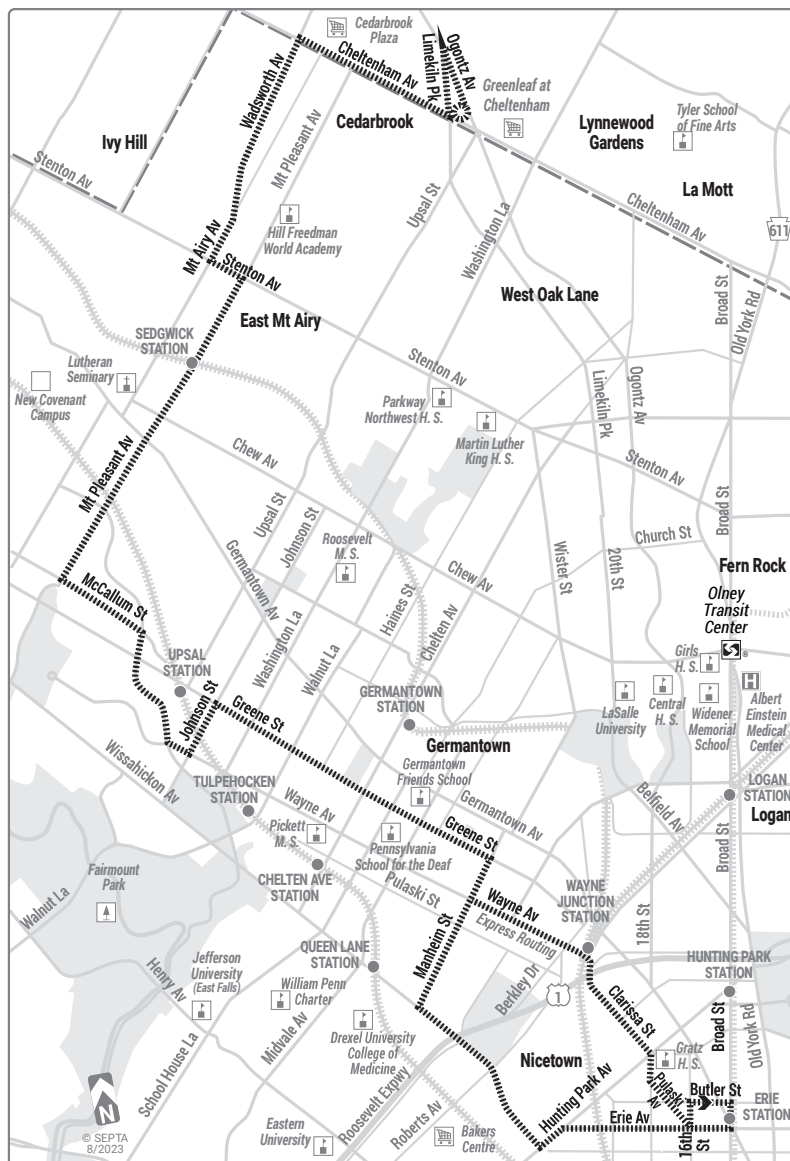 Cedarbrook
Plaza
Cheltenham Av
Limekiln Pk
Ogontz Av
Greenleaf at
Cheltenham
Wadsworth Av
Mt Pleasant Av
Cedarbrook
Lynnewood
Gardens
Tyler School
of Fine Arts
Ivy Hill
La Mott
Stenton Av
Upsal St
Washington La
Cheltenham Av
611
Hill Freedman
World Academy
Mt Airy Av
Stenton Av
West Oak Lane
Broad St
Old York Rd
East Mt Airy
SEDGWICK
STATION
Lutheran
Seminary
New Covenant
Campus
Stenton Av
Parkway
Northwest H. S.
Limekiln Pk
Ogontz Av
Martin Luther
King H. S.
Mt Pleasant Av
Chew Av
Stenton Av
Upsal St
Johnson St
Broad St
Germantown Av
Roosevelt
M. S.
Church St
Wister St
20th St
Chew Av
Fern Rock
Olney
Transit
Center
McCallum St
Haines St
Chelten Av
Washington La
Walnut La
Girls
H. S.
UPSAL
STATION
GERMANTOWN
STATION
LaSalle
University
Central
H. S.
Widener
Memorial
School
Albert
Einstein
Medical
Center
Johnson St
Greene St
Germantown
Wissahickon Av
Germantown
Friends School
LOGAN
STATION
TULPEHOCKEN
STATION
Wayne Av
Germantown Av
Belfield Av
Logan
Pickett
M. S.
Greene St
Pennsylvania
School for the Deaf
Broad St
CHELTEN AVE
STATION
Pulaski St
Fairmount
Park
WAYNE
JUNCTION
STATION
Walnut La
Wayne Av
Express Routing
18th St
Manheim St
QUEEN LANE
STATION
HUNTING PARK
STATION
Jefferson
University
(East Falls)
Henry Av
Berkley Dr
1
William Penn
Charter
Clarissa St
Broad St
Old York Rd
Midvale Av
Drexel University
College of
Medicine
Nicetown
Gratz
H. S.
School House La
Hunting Park Av
Pulaski
Av
Butler St
ERIE
STATION
N
Roosevelt Expwy
Roberts Av
Erie Av
16th
St
© SEPTA
8/2023
Eastern
University
Bakers
Centre